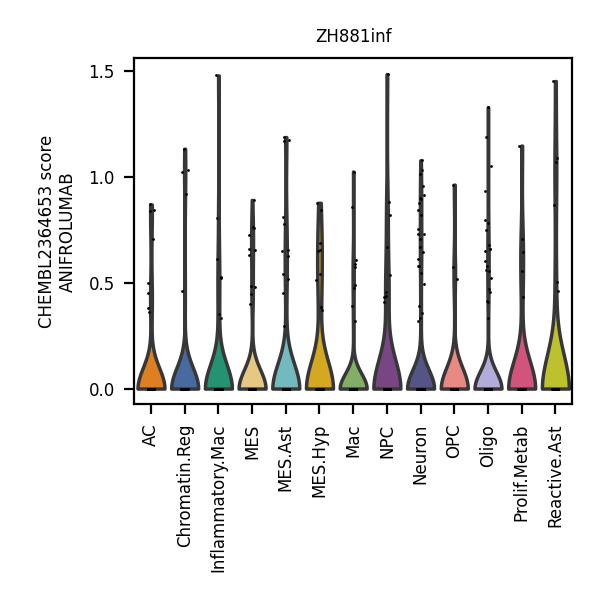 ZH881inf
CHEMBL2364653 score
ANIFROLUMAB
1.5
1.0
0.5
0.0
AC
Chromatin.Reg
Inflammatory.Mac
MES
MES.Ast
MES.Hyp
Mac
NPC
Neuron
OPC
Oligo
Prolif.Metab
Reactive.Ast